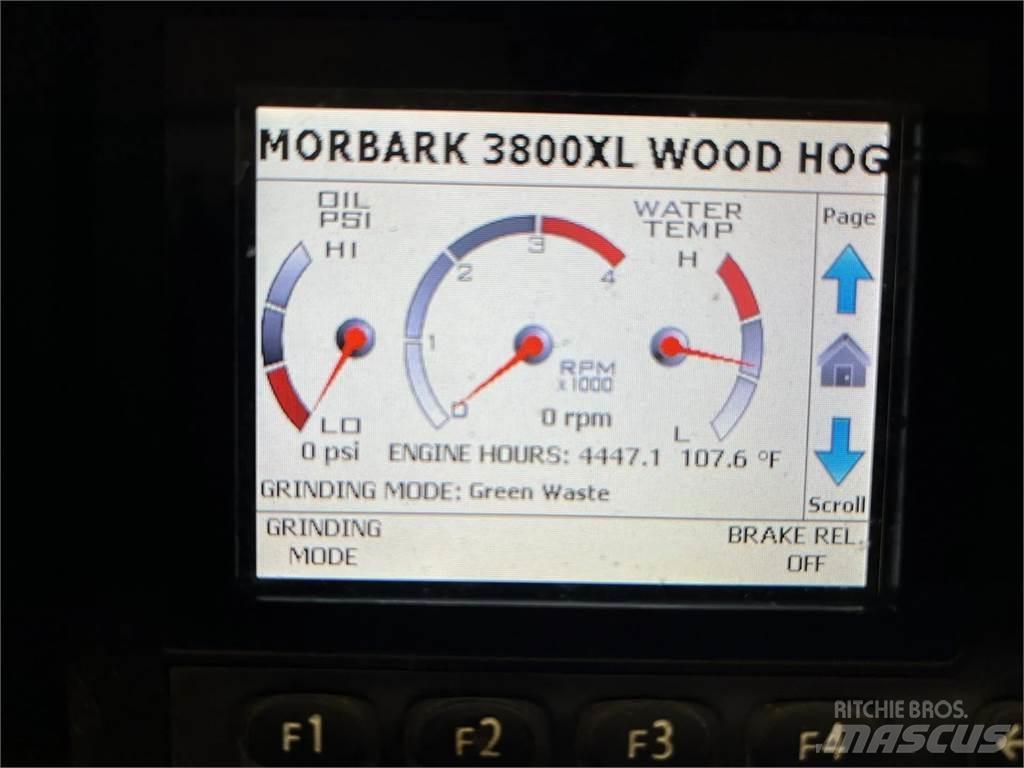 MORBARK 3800XL WOOD HOG
OIL
PSI
HI
LO
0 psi
0
1
2
3
4
RPM
x1000
0 rpm
WATER
TEMP
H
L
107.6 °F
ENGINE HOURS: 4447.1
GRINDING MODE: Green Waste
GRINDING
MODE
BRAKE REL.
OFF
Page
Scroll
F1
F2
F3
F4
RITCHIE BROS.
MASCUS